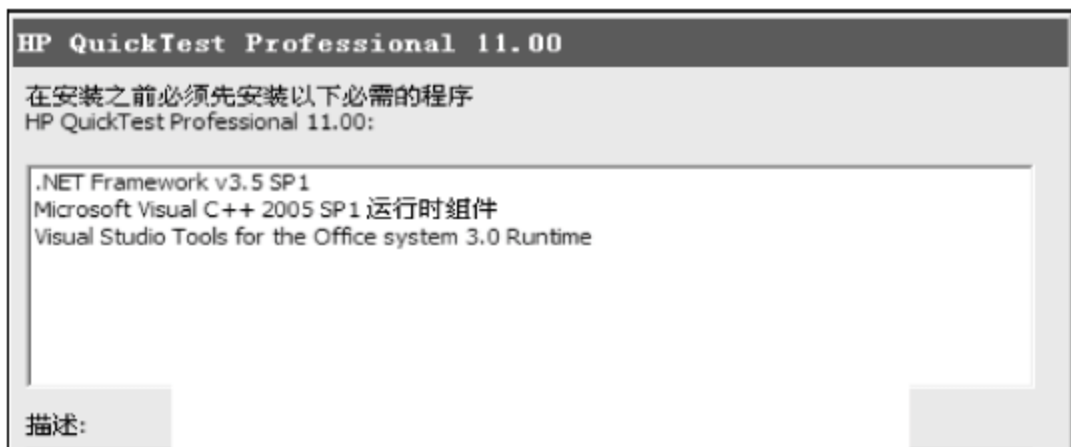 HP QuickTest Professional 11.00
在安装之前必须先安装以下必需的程序
HP QuickTest Professional 11.00:
.NET Framework v3.5 SP1
Microsoft Visual C++ 2005 SP1 运行时组件
Visual Studio Tools for the Office system 3.0 Runtime
描述: